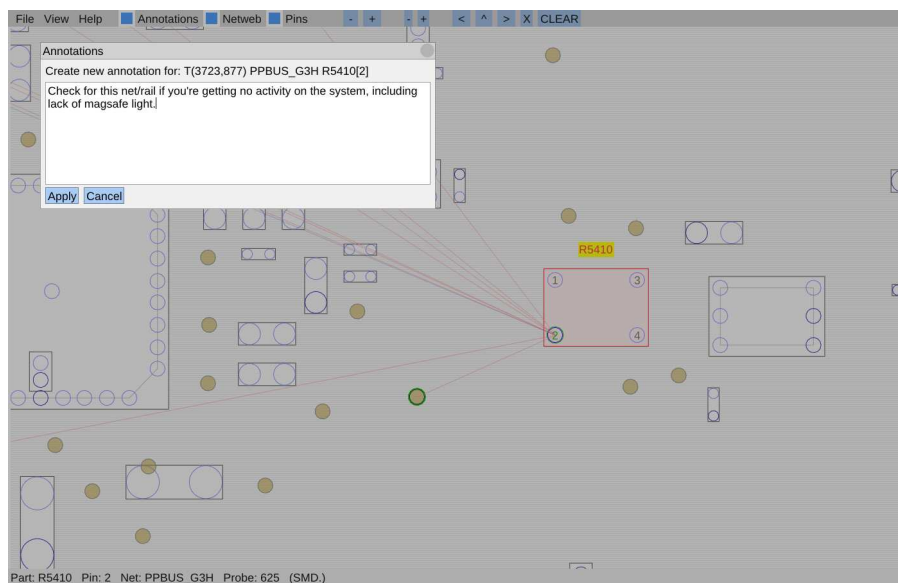 File View Help Annotations Netweb Pins - + - + < ^ > X CLEAR
Annotations
Create new annotation for: T(3723,877) PPBUS_G3H R5410[2]
Check for this net/rail if you're getting no activity on the system, including
lack of magsafe light.
Apply Cancel
R5410
1 3
2 4
Part: R5410 Pin: 2 Net: PPBUS_G3H Probe: 625 (SMD.)